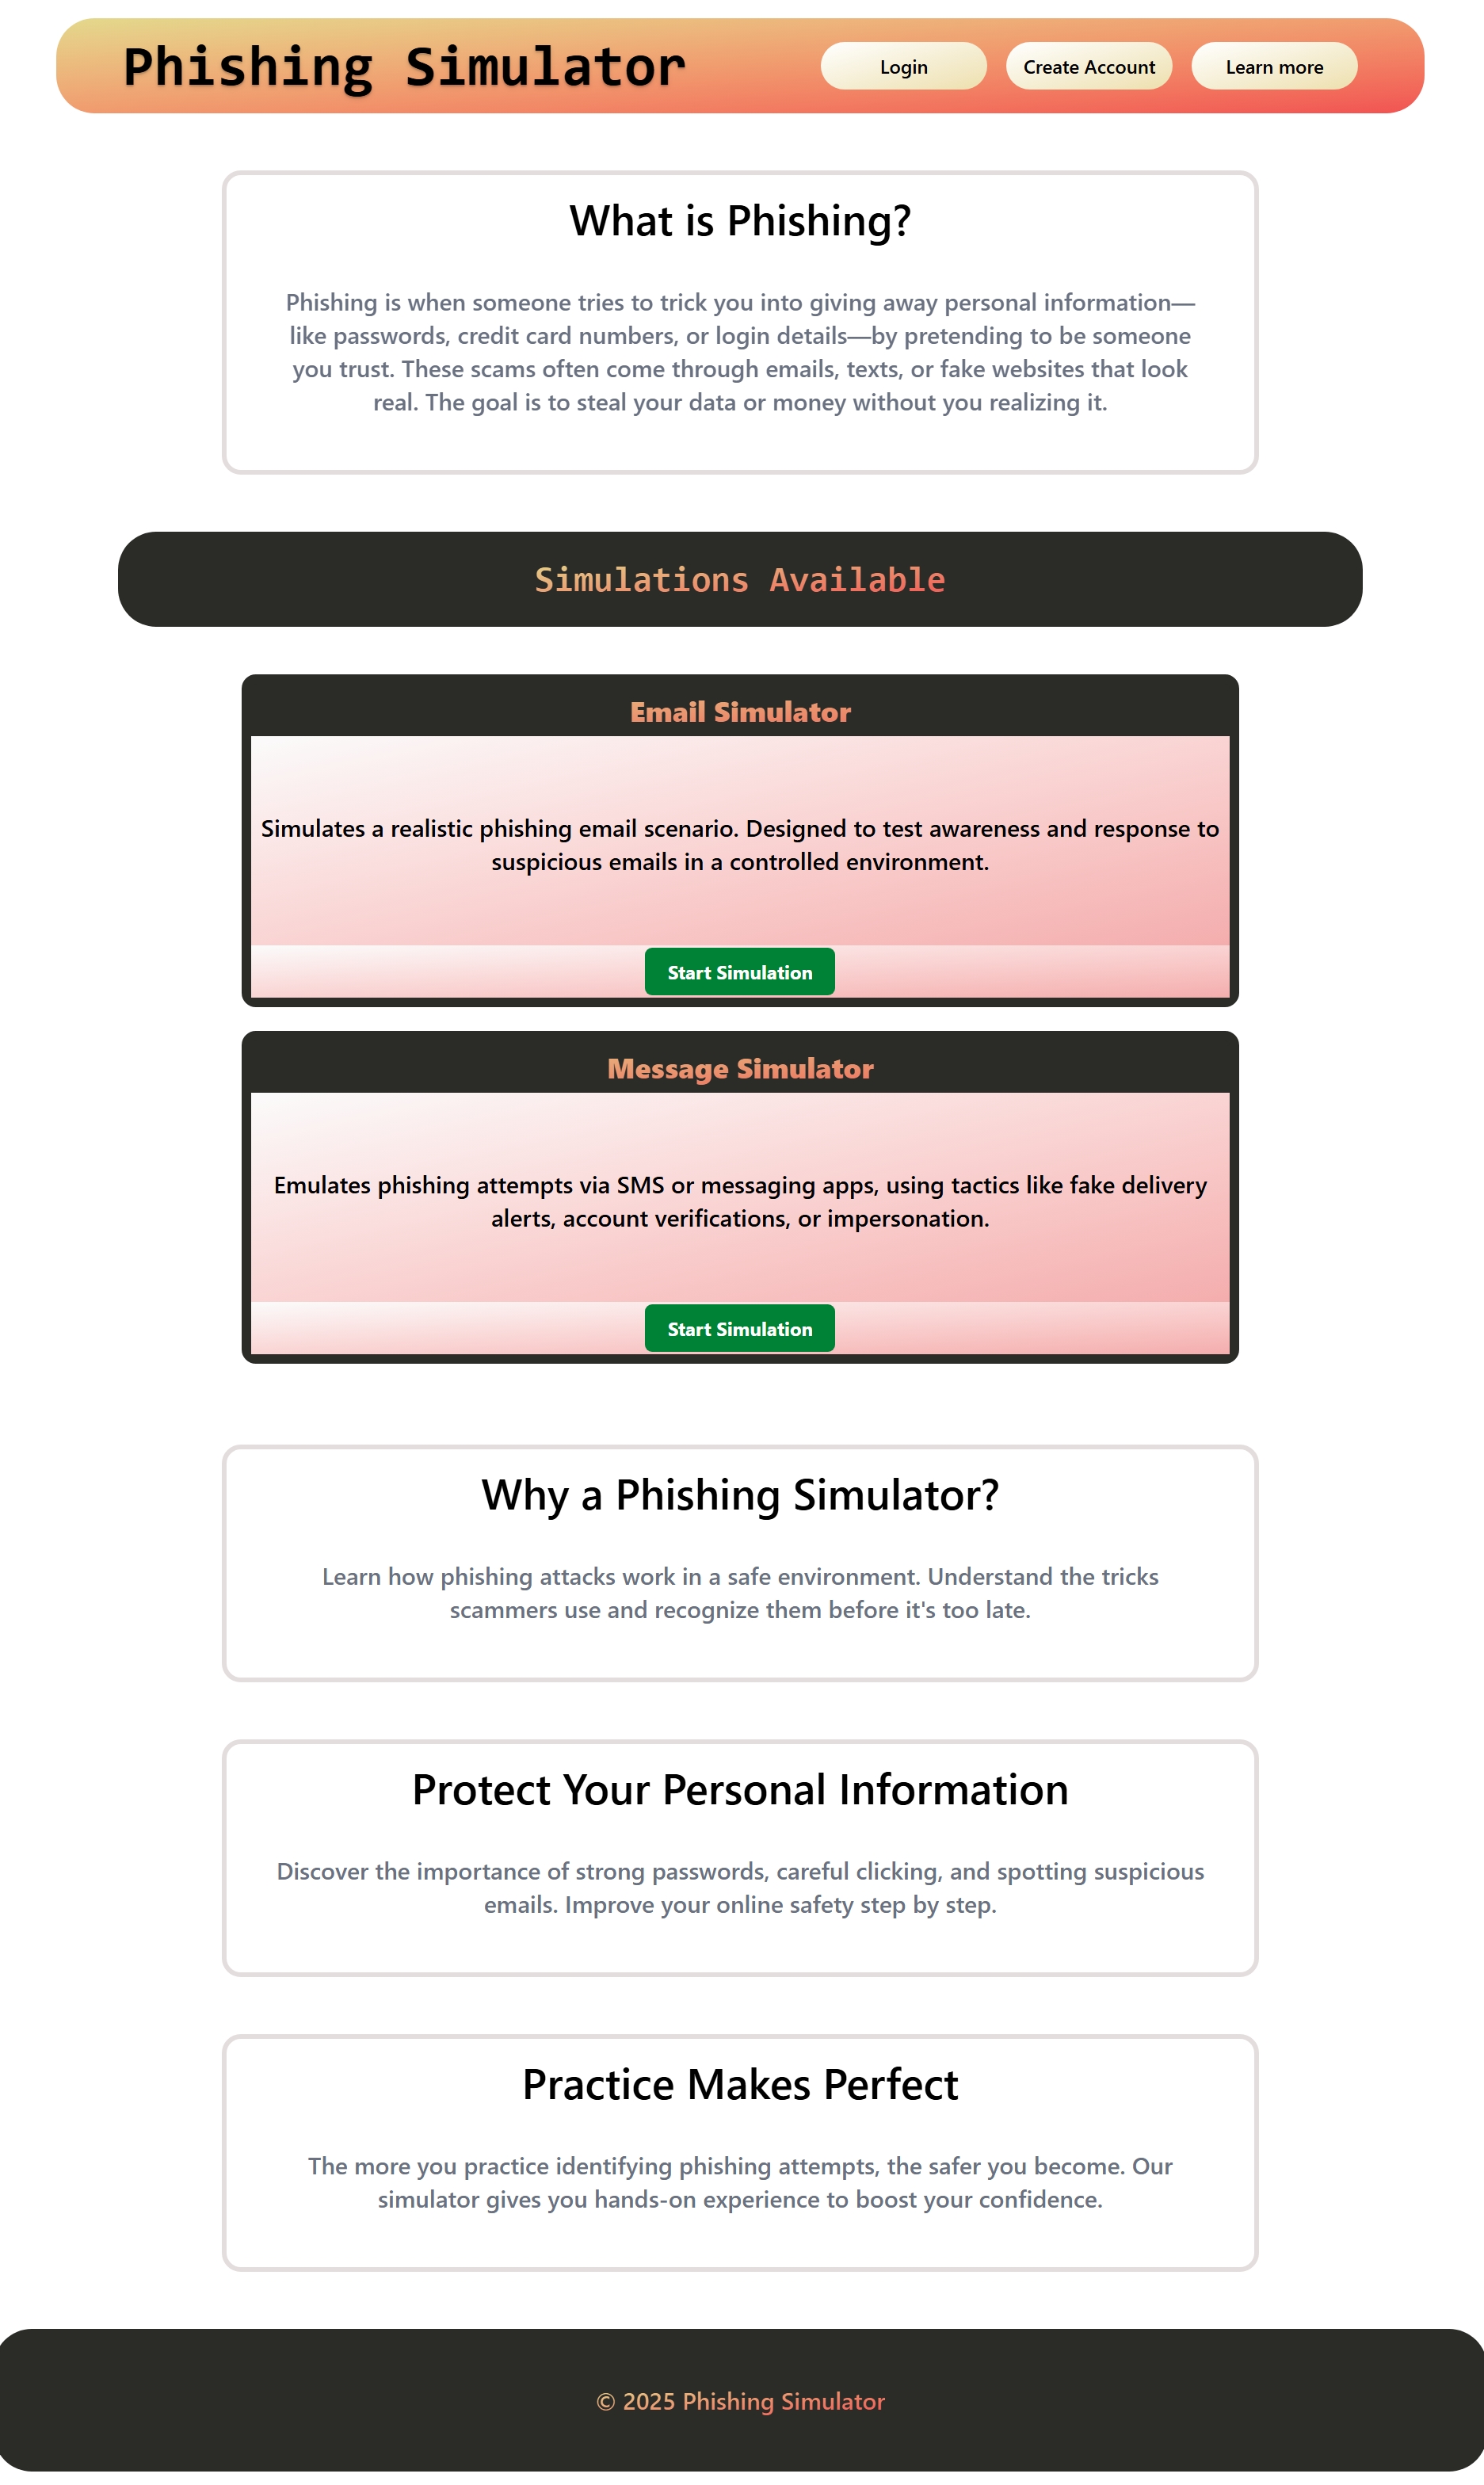 Phishing Simulator
Login
Create Account
Learn more
What is Phishing?
Phishing is when someone tries to trick you into giving away personal information—
like passwords, credit card numbers, or login details—by pretending to be someone
you trust. These scams often come through emails, texts, or fake websites that look
real. The goal is to steal your data or money without you realizing it.
Simulations Available
Email Simulator
Simulates a realistic phishing email scenario. Designed to test awareness and response to
suspicious emails in a controlled environment.
Start Simulation
Message Simulator
Emulates phishing attempts via SMS or messaging apps, using tactics like fake delivery
alerts, account verifications, or impersonation.
Start Simulation
Why a Phishing Simulator?
Learn how phishing attacks work in a safe environment. Understand the tricks
scammers use and recognize them before it's too late.
Protect Your Personal Information
Discover the importance of strong passwords, careful clicking, and spotting suspicious
emails. Improve your online safety step by step.
Practice Makes Perfect
The more you practice identifying phishing attempts, the safer you become. Our
simulator gives you hands-on experience to boost your confidence.
© 2025 Phishing Simulator